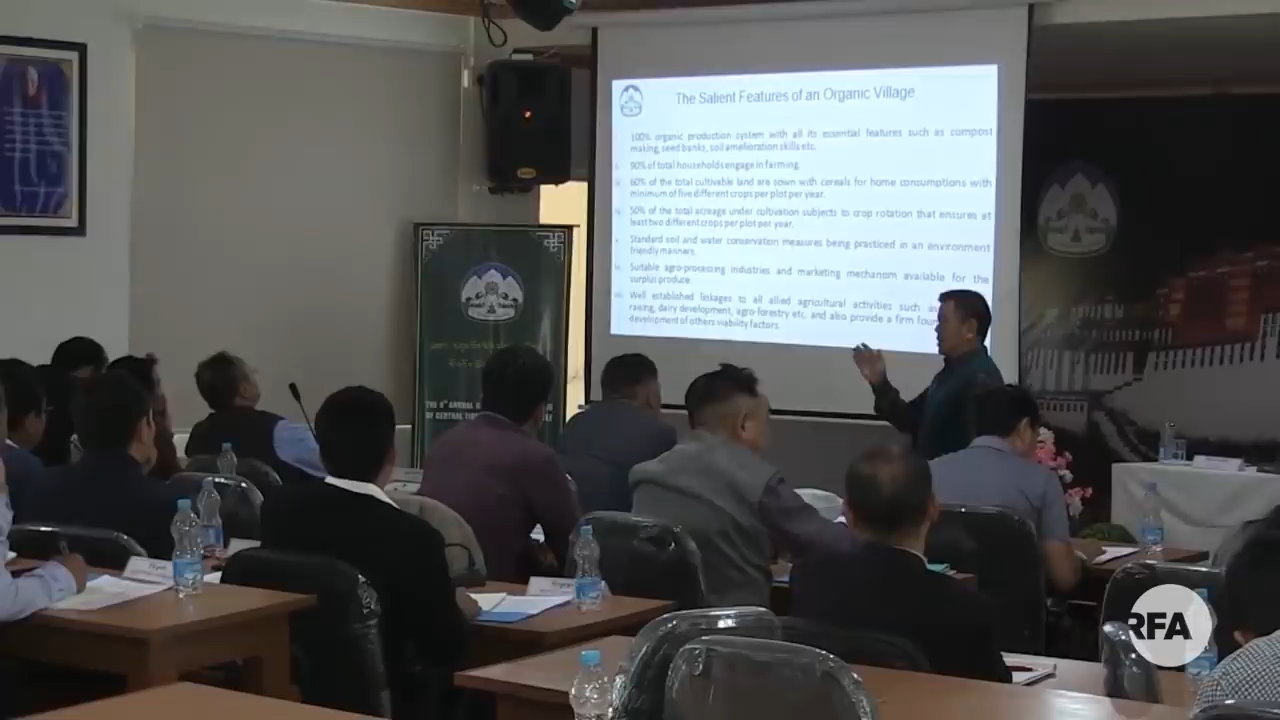 The Salient Features of an Organic Village
100% organic production system with all its essential features such as compost
making, seed banks, soil amelioration skills etc.
90% of total households engage in farming.
60% of the total cultivable land are sown with cereals for home consumptions with
minimum of five different crops per plot per year.
50% of the total acreage under cultivation subjects to crop rotation that ensures at
least two different crops per plot per year.
Standard soil and water conservation measures being practiced in an environment
friendly manners.
Suitable agro-processing industries and marketing mechanism available for the
surplus produce.
Well established linkages to all allied agricultural activities such as
raising, dairy development, agro-forestry etc. and also provide a firm
development of others viability factors.
THE 9TH ANNUAL
OF CENTRAL
RFA